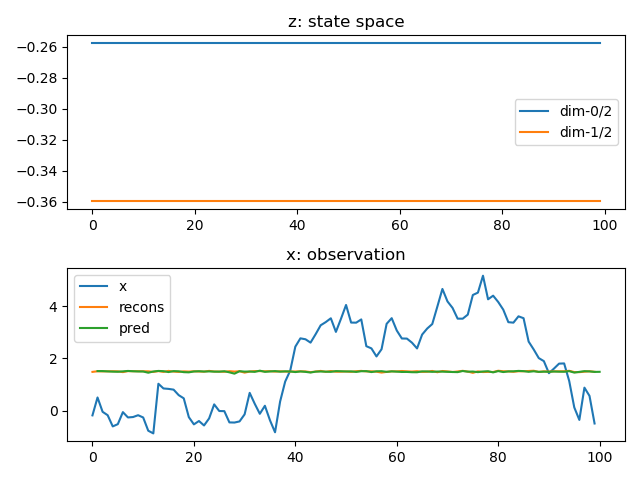 z: state space
−0.26
−0.28
−0.30
−0.32
−0.34
−0.36
dim-0/2
dim-1/2
0 20 40 60 80 100
x: observation
4
2
0
x
recons
pred
0 20 40 60 80 100